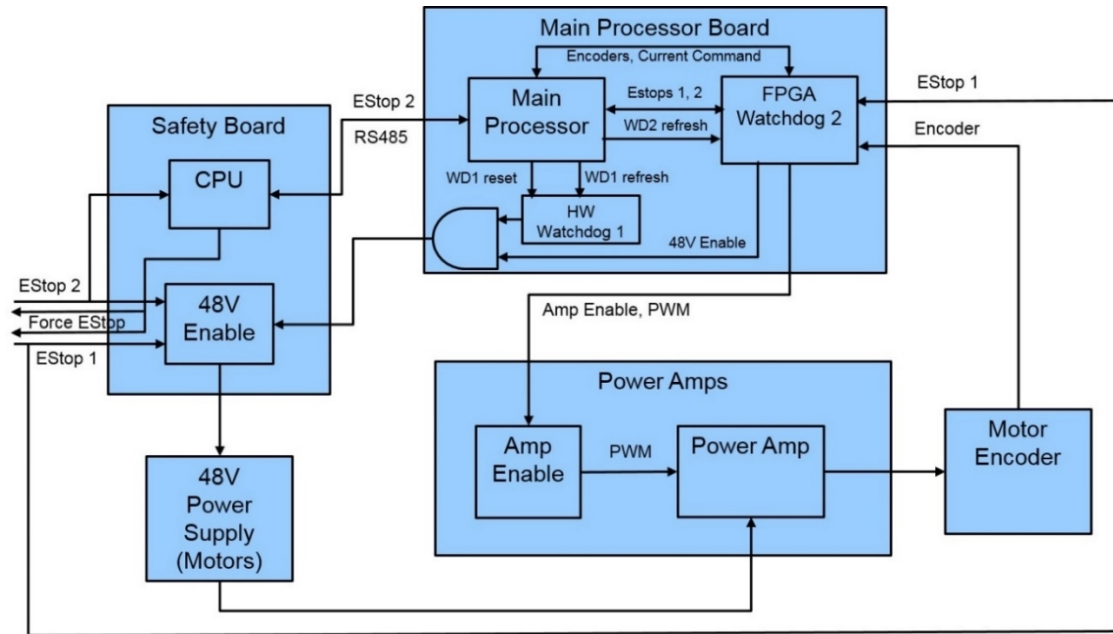 Main Processor Board
Encoders, Current Command
EStop 2
RS485
Main
Processor
Estops 1, 2
WD2 refresh
FPGA
Watchdog 2
EStop 1
Encoder
Safety Board
CPU
WD1 reset
WD1 refresh
HW
Watchdog 1
48V Enable
EStop 2
Force EStop
EStop 1
48V
Enable
Amp Enable, PWM
Power Amps
Amp
Enable
PWM
Power Amp
Motor
Encoder
48V
Power
Supply
(Motors)